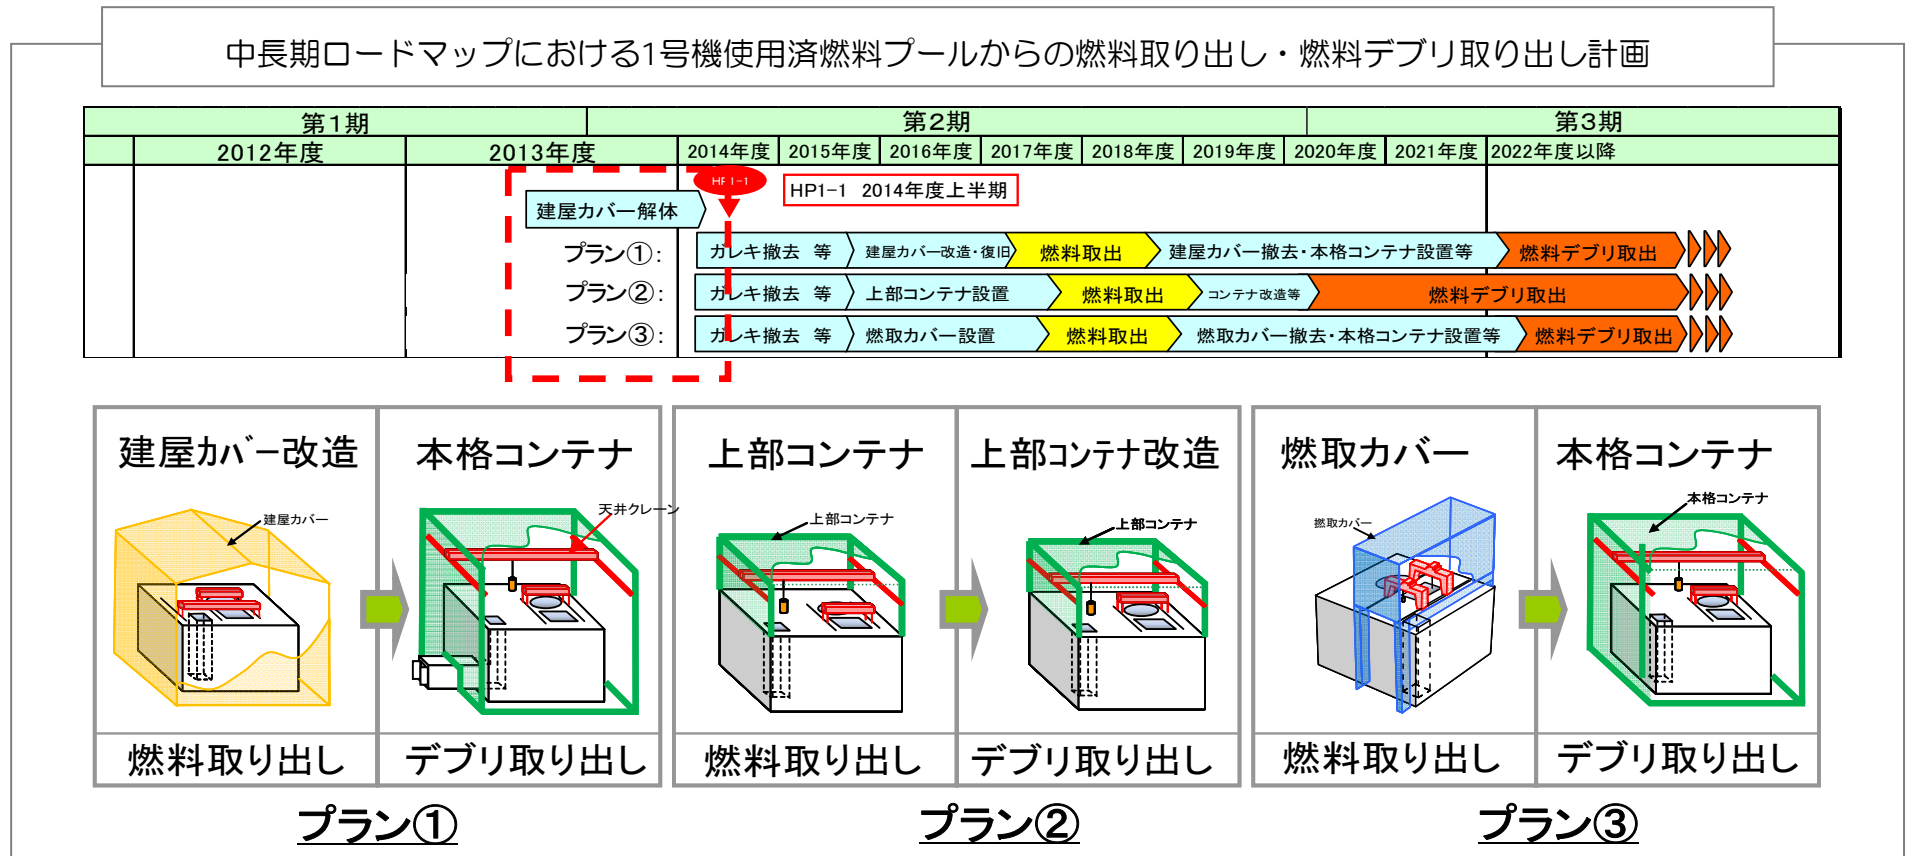 中長期ロードマップにおける1号機使用済燃料プールからの燃料取り出し・燃料デブリ取り出し計画
第1期 第2期 第3期
2012年度 2013年度 2014年度 2015年度 2016年度 2017年度 2018年度 2019年度 2020年度 2021年度 2022年度以降
HP1-1
HP1-1 2014年度上半期
建屋カバー解体
プラン①: ガレキ撤去 等 建屋カバー改造・復旧 燃料取出 建屋カバー撤去・本格コンテナ設置等 燃料デブリ取出
プラン②: ガレキ撤去 等 上部コンテナ設置 燃料取出 コンテナ改造等 燃料デブリ取出
プラン③: ガレキ撤去 等 燃取カバー設置 燃料取出 燃取カバー撤去・本格コンテナ設置等 燃料デブリ取出
建屋カバー改造 本格コンテナ 上部コンテナ 上部コンテナ改造 燃取カバー 本格コンテナ
建屋カバー
天井クレーン
上部コンテナ
上部コンテナ
燃取カバー
本格コンテナ
燃料取り出し デブリ取り出し 燃料取り出し デブリ取り出し 燃料取り出し デブリ取り出し
プラン① プラン② プラン③